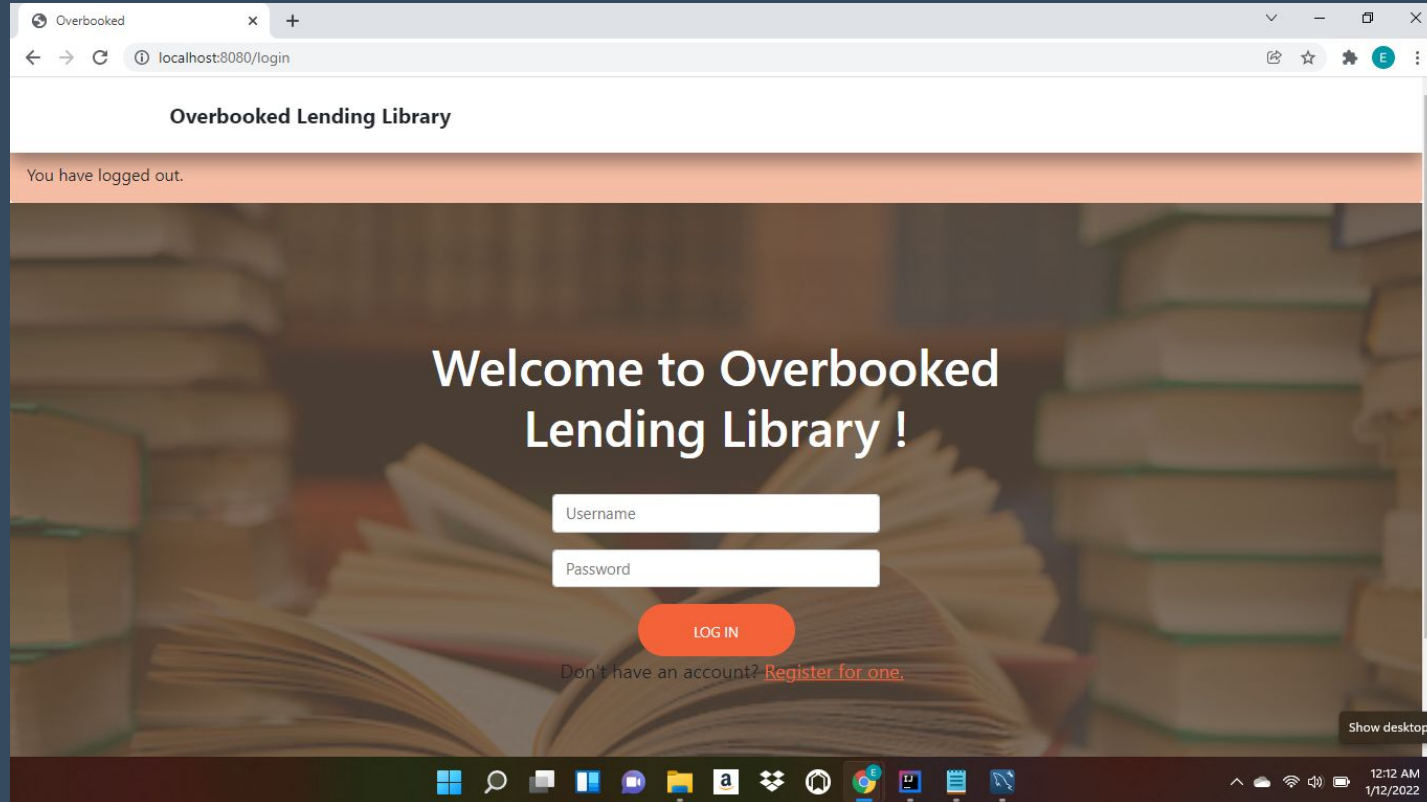 Overbooked
localhost:8080/login
E
Overbooked Lending Library
You have logged out.
Welcome to Overbooked
Lending Library !
Username
Password
LOG IN
Don't have an account? Register for one.
Show desktop
a
E
IJ
12:12 AM
1/12/2022